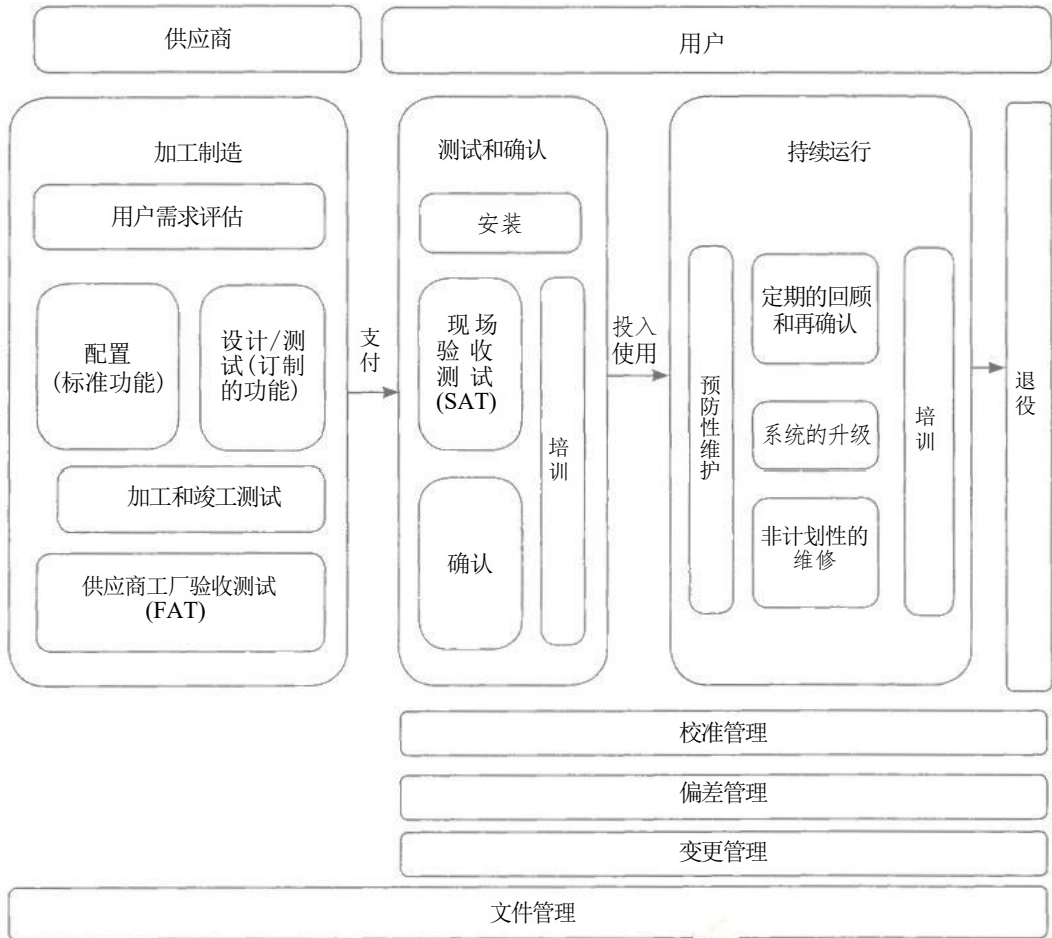 供应商
用户
加工制造
用户需求评估
配置
(标准功能)
设计/测
试(订制
的功能)
加工和竣工测试
供应商工厂验收测试
(FAT)
支
付
测试和确认
安装
现场
验收
测试
(SAT)
确认
培
训
投入
使用
持续运行
预
防
性
维
护
定期的回顾
和再确认
系统的升级
非计划性的
维修
培
训
退
役
校准管理
偏差管理
变更管理
文件管理